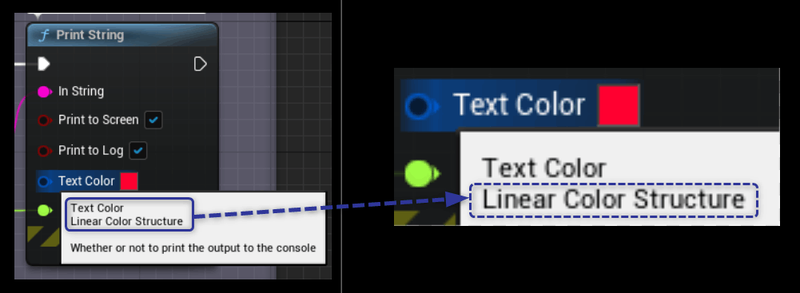 f Print String
In String
Print to Screen
Print to Log
Text Color
Text Color
Linear Color Structure
Whether or not to print the output to the console
Text Color
Text Color
Linear Color Structure